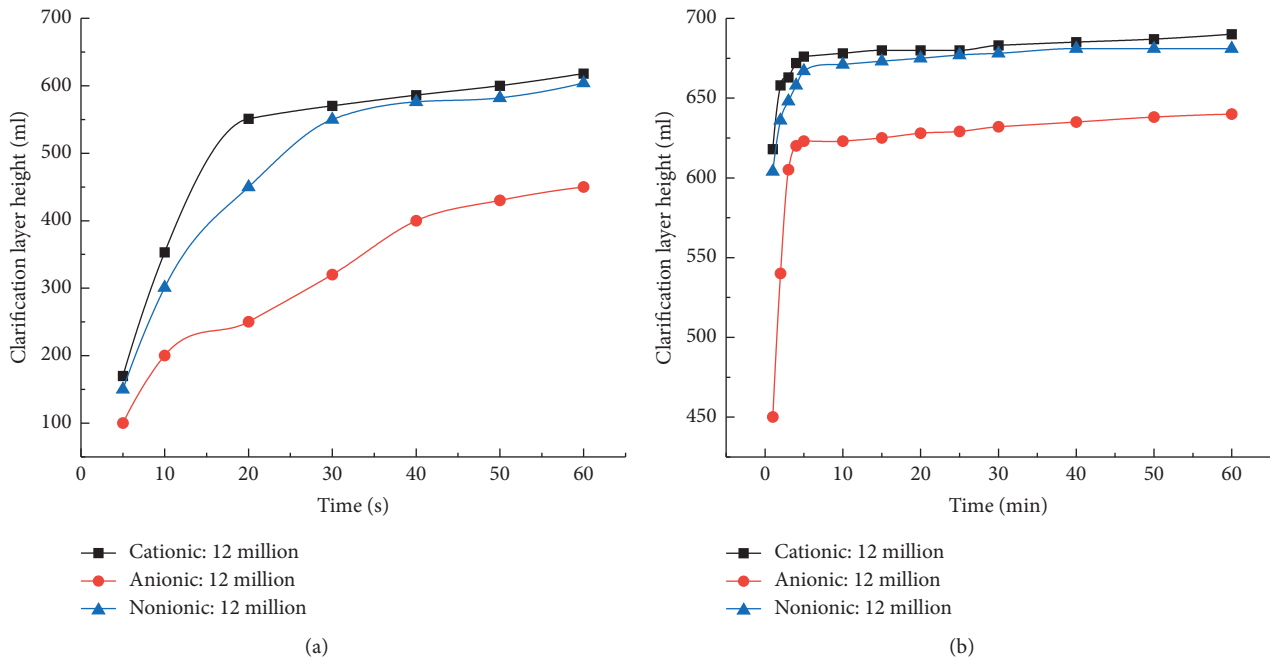 700
600
500
400
300
200
100
Clarification layer height (ml)
0 10 20 30 40 50 60
Time (s)
Cationic: 12 million
Anionic: 12 million
Nonionic: 12 million
(a)
700
650
600
550
500
450
Clarification layer height (ml)
0 10 20 30 40 50 60
Time (min)
Cationic: 12 million
Anionic: 12 million
Nonionic: 12 million
(b)